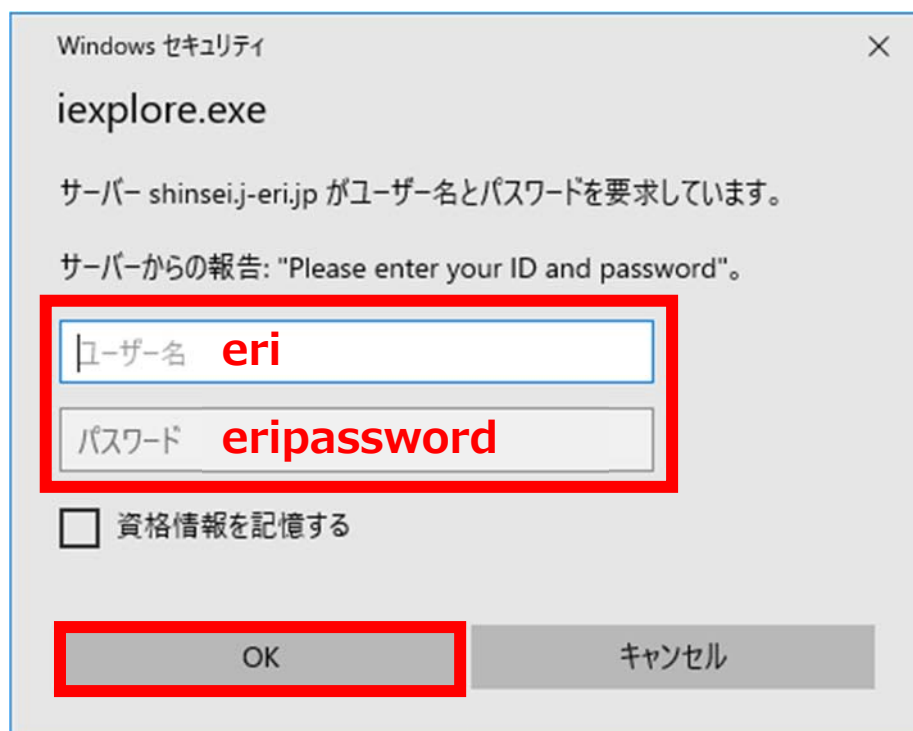 Windows セキュリティ
iexplore.exe
サーバー shinsei.j-eri.jp がユーザー名とパスワードを要求しています。
サーバーからの報告: "Please enter your ID and password"。
ユーザー名 eri
パスワード eripassword
資格情報を記憶する
OK キャンセル